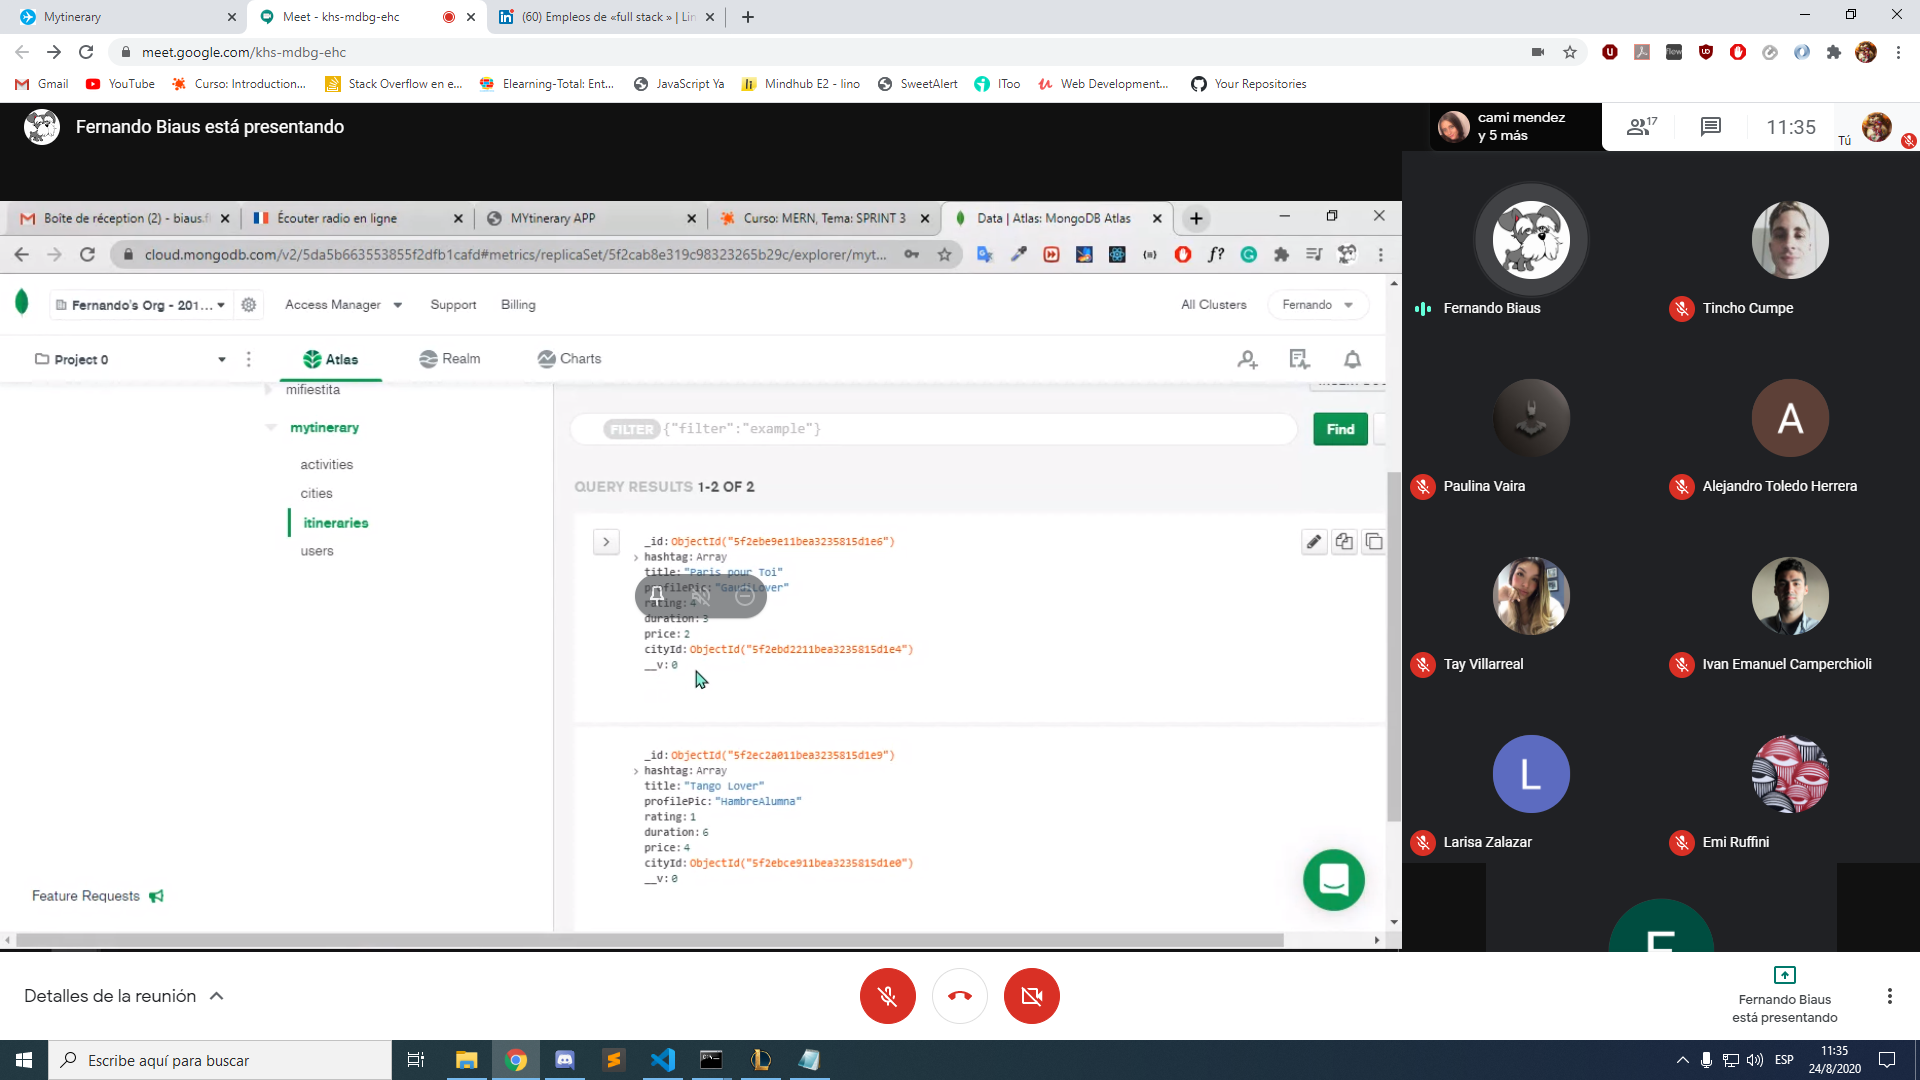 Mytinerary
Meet - khs-mdbg-ehc
(60) Empleos de «full stack » | Lin
meet.google.com/khs-mdbg-ehc
Gmail
YouTube
Curso: Introduction...
Stack Overflow en e...
Elearning-Total: Ent...
JavaScript Ya
Mindhub E2 - lino
SweetAlert
IToo
Web Development...
Your Repositories
Fernando Biaus está presentando
cami mendez
y 5 más
17
11:35
Tú
Boîte de réception (2) - biaus.f
Écouter radio en ligne
MYtinerary APP
Curso: MERN, Tema: SPRINT 3
Data | Atlas: MongoDB Atlas
cloud.mongodb.com/v2/5da5b663553855f2dfb1cafd#metrics/replicaSet/5f2cab8e319c98323265b29c/explorer/myt...
Fernando's Org - 201...
Access Manager
Support
Billing
All Clusters
Fernando
Project 0
Atlas
Realm
Charts
mifiestita
mytinerary
activities
cities
itineraries
users
Feature Requests
FILTER
{"filter":"example"}
Find
QUERY RESULTS 1-2 OF 2
_id: ObjectId("5f2ebe9e11bea3235815d1e6")
hashtag: Array
title: "Paris pour Toi"
profilePic: "GaudiLover"
rating: 4
duration: 3
price: 2
cityId: ObjectId("5f2ebd2211bea3235815d1e4")
__v: 0
_id: ObjectId("5f2ec2a011bea3235815d1e9")
hashtag: Array
title: "Tango Lover"
profilePic: "HambreAlumna"
rating: 1
duration: 6
price: 4
cityId: ObjectId("5f2ebce911bea3235815d1e0")
__v: 0
Fernando Biaus
Tincho Cumpe
Paulina Vaira
A
Alejandro Toledo Herrera
Tay Villarreal
Ivan Emanuel Camperchioli
L
Larisa Zalazar
Emi Ruffini
Detalles de la reunión
Fernando Biaus
está presentando
Escribe aquí para buscar
ESP
11:35
24/8/2020